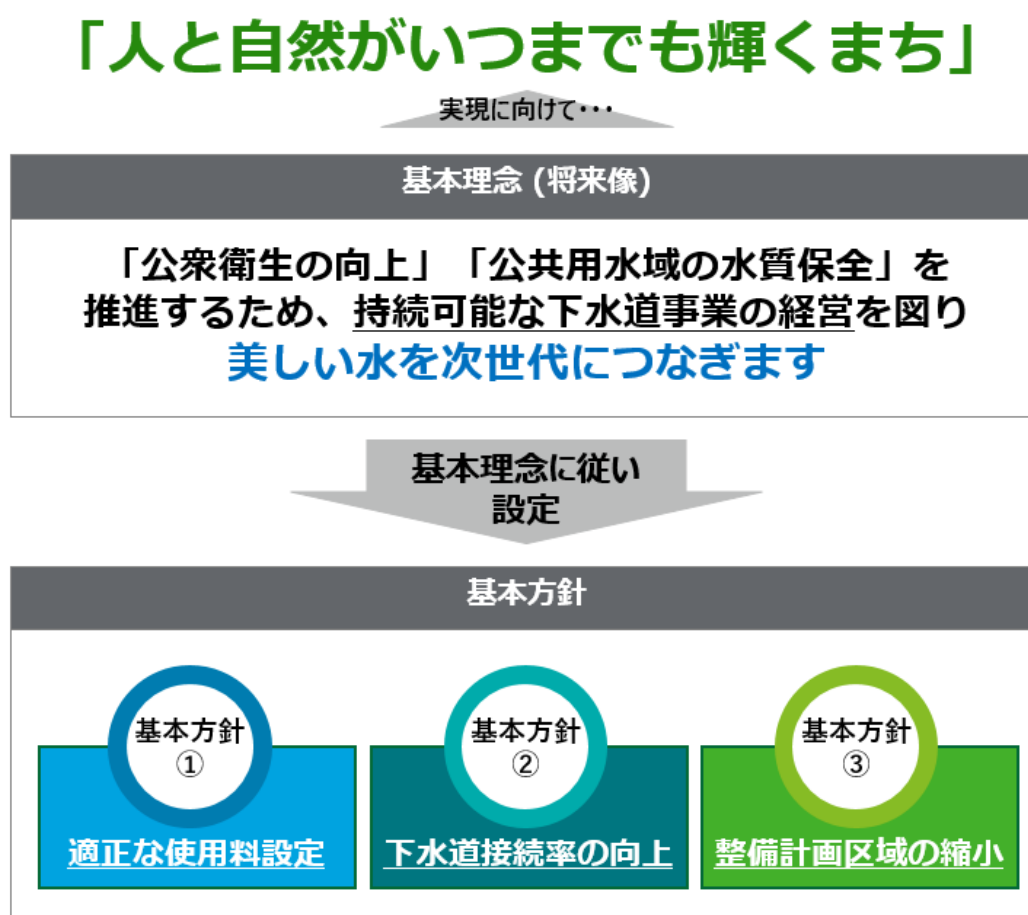 「人と自然がいつまでも輝くまち」
実現に向けて・・・
基本理念 (将来像)
「公衆衛生の向上」「公共用水域の水質保全」を
推進するため、持続可能な下水道事業の経営を図り
美しい水を次世代につなぎます
基本理念に従い
設定
基本方針
基本方針
①
適正な使用料設定
基本方針
②
下水道接続率の向上
基本方針
③
整備計画区域の縮小